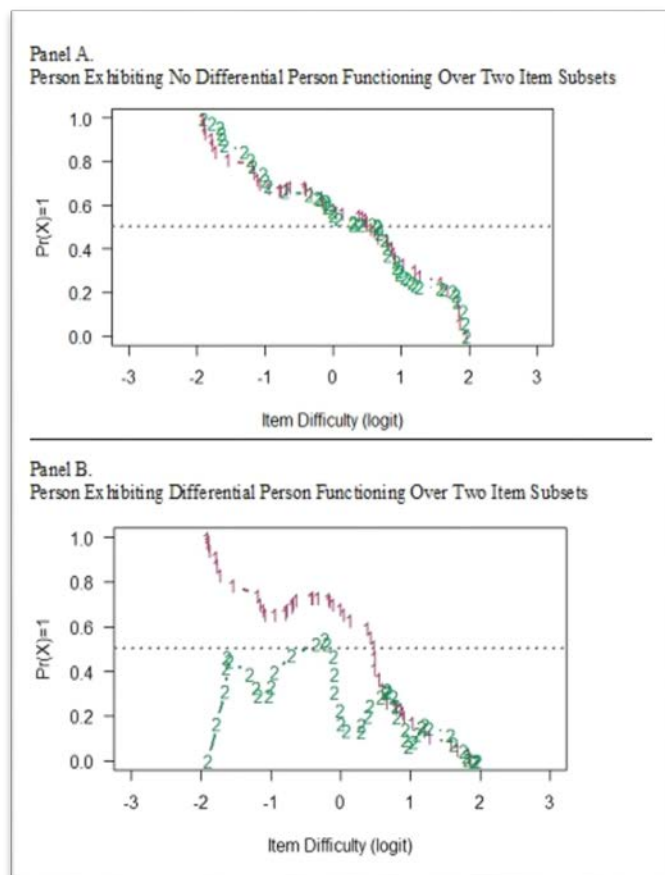 Panel A.
Person Exhibiting No Differential Person Functioning Over Two Item Subsets
1.0
0.8
0.6
0.4
0.2
0.0
Pr(X)=1
-3 -2 -1 0 1 2 3
Item Difficulty (logit)
Panel B.
Person Exhibiting Differential Person Functioning Over Two Item Subsets
1.0
0.8
0.6
0.4
0.2
0.0
Pr(X)=1
-3 -2 -1 0 1 2 3
Item Difficulty (logit)